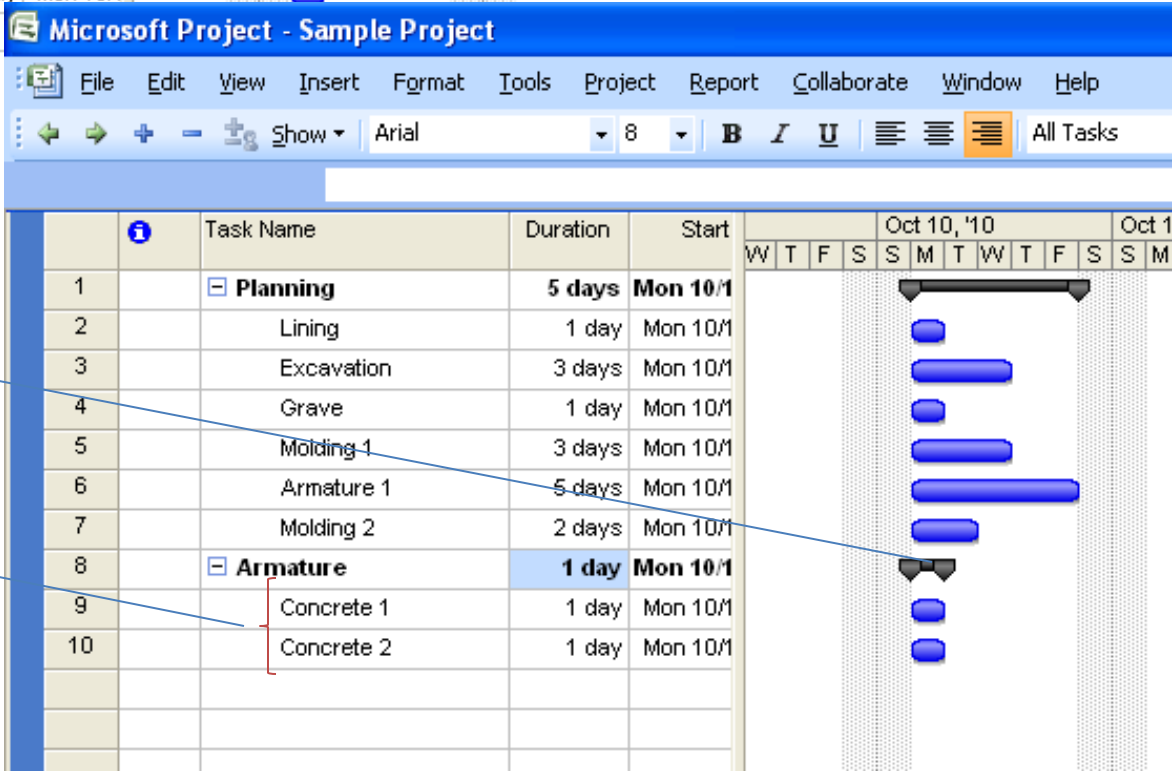 Microsoft Project - Sample Project
File Edit View Insert Format Tools Project Report Collaborate Window Help
Show Arial 8 B I U All Tasks
Task Name Duration Start Oct 10, '10 Oct 1
W T F S S M T W T F S S M
1 Planning 5 days Mon 10/1
2 Lining 1 day Mon 10/1
3 Excavation 3 days Mon 10/1
4 Grave 1 day Mon 10/1
5 Molding 1 3 days Mon 10/1
6 Armature 1 5 days Mon 10/1
7 Molding 2 2 days Mon 10/1
8 Armature 1 day Mon 10/1
9 Concrete 1 1 day Mon 10/1
10 Concrete 2 1 day Mon 10/1